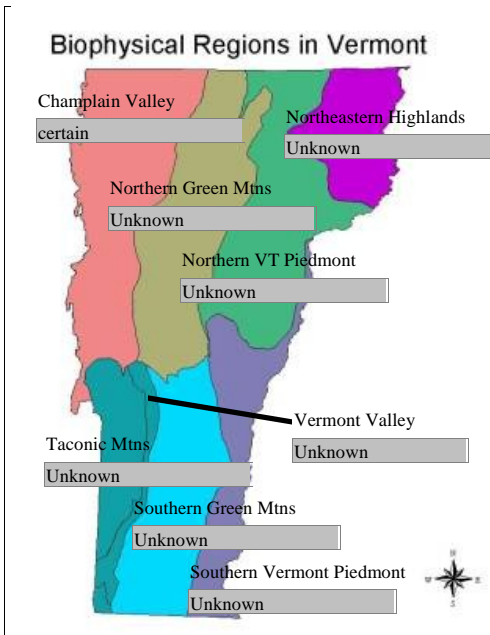 Biophysical Regions in Vermont
Champlain Valley
certain
Northeastern Highlands
Unknown
Northern Green Mtns
Unknown
Northern VT Piedmont
Unknown
Vermont Valley
Unknown
Taconic Mtns
Unknown
Southern Green Mtns
Unknown
Southern Vermont Piedmont
Unknown
N
W E
S